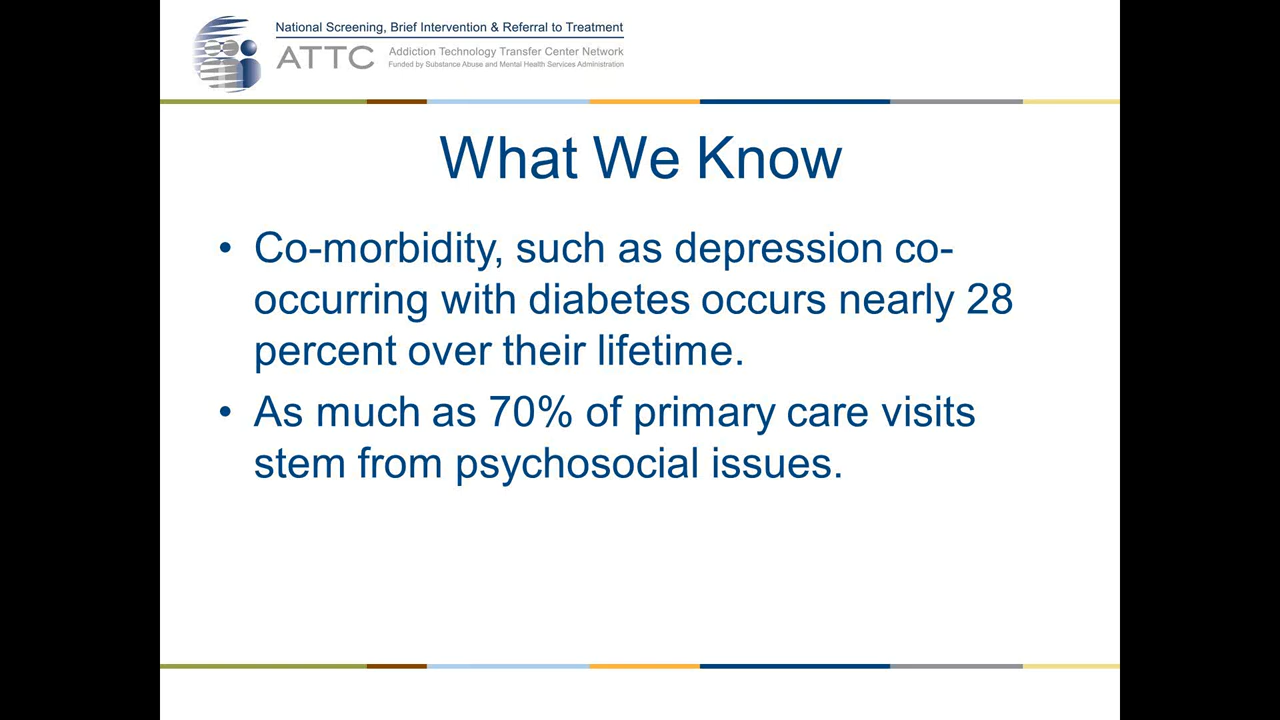 National Screening, Brief Intervention & Referral to Treatment
ATTC Addiction Technology Transfer Center Network
Funded by Substance Abuse and Mental Health Services Administration
What We Know
• Co-morbidity, such as depression co-
occurring with diabetes occurs nearly 28
percent over their lifetime.
• As much as 70% of primary care visits
stem from psychosocial issues.